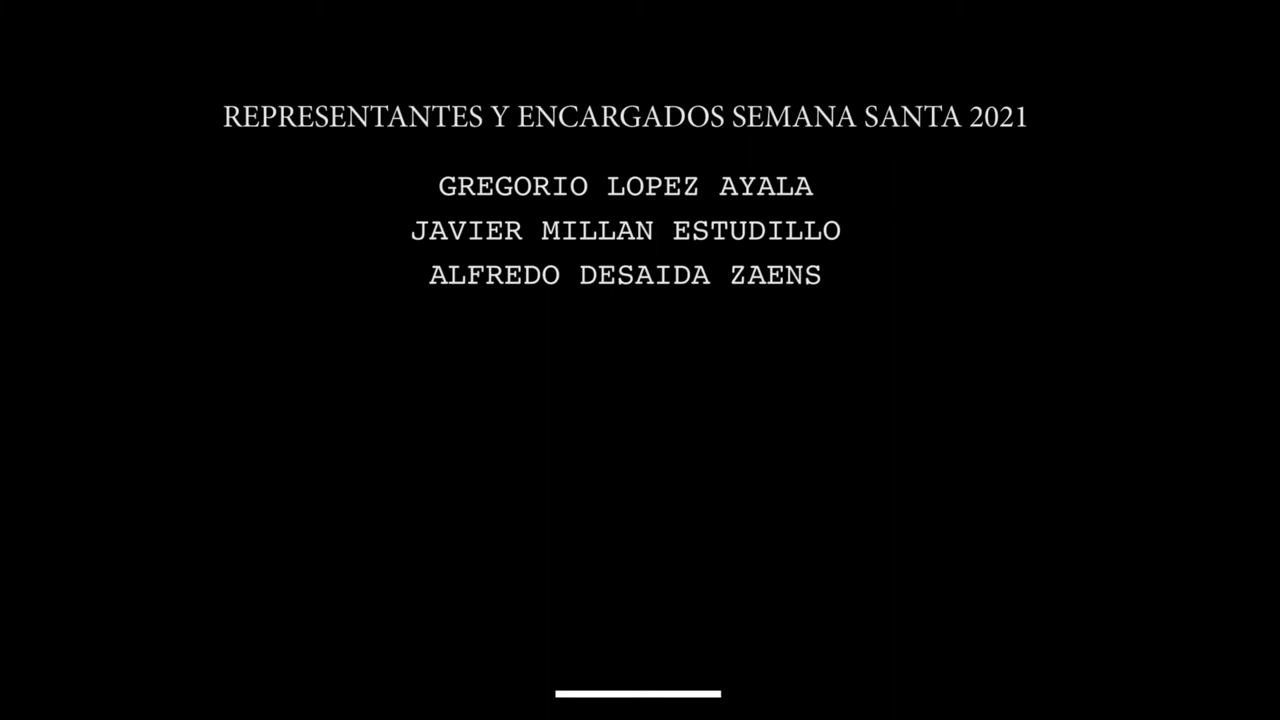 REPRESENTANTES Y ENCARGADOS SEMANA SANTA 2021
GREGORIO LOPEZ AYALA
JAVIER MILLAN ESTUDILLO
ALFREDO DESAIDA ZAENS